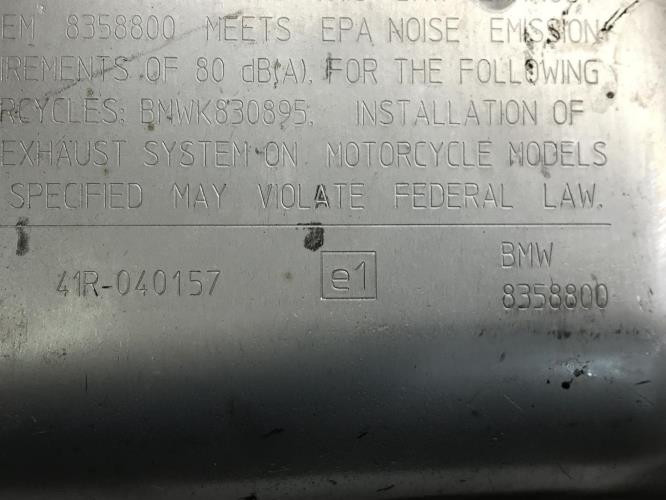 EM 8358800 MEETS EPA NOISE EMISSION
IREMENTS OF 80 dB(A), FOR THE FOLLOWING
RCYCLES: BMWK830895. INSTALLATION OF
EXHAUST SYSTEM ON MOTORCYCLE MODELS
SPECIFIED MAY VIOLATE FEDERAL LAW.
41R-040157
e1
BMW
8358800